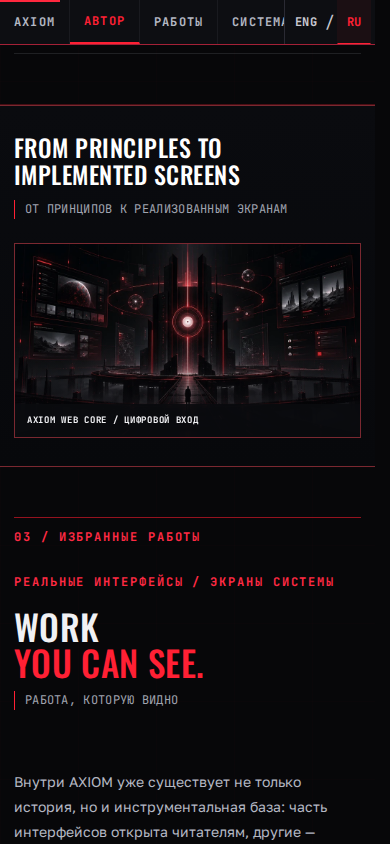 AXIOM АВТОР РАБОТЫ СИСТЕМА ENG / RU
FROM PRINCIPLES TO
IMPLEMENTED SCREENS
ОТ ПРИНЦИПОВ К РЕАЛИЗОВАННЫМ ЭКРАНАМ
AXIOM WEB CORE / ЦИФРОВОЙ ВХОД
03 / ИЗБРАННЫЕ РАБОТЫ
РЕАЛЬНЫЕ ИНТЕРФЕЙСЫ / ЭКРАНЫ СИСТЕМЫ
WORK
YOU CAN SEE.
РАБОТА, КОТОРУЮ ВИДНО
Внутри AXIOM уже существует не только
история, но и инструментальная база: часть
интерфейсов открыта читателям, другие —